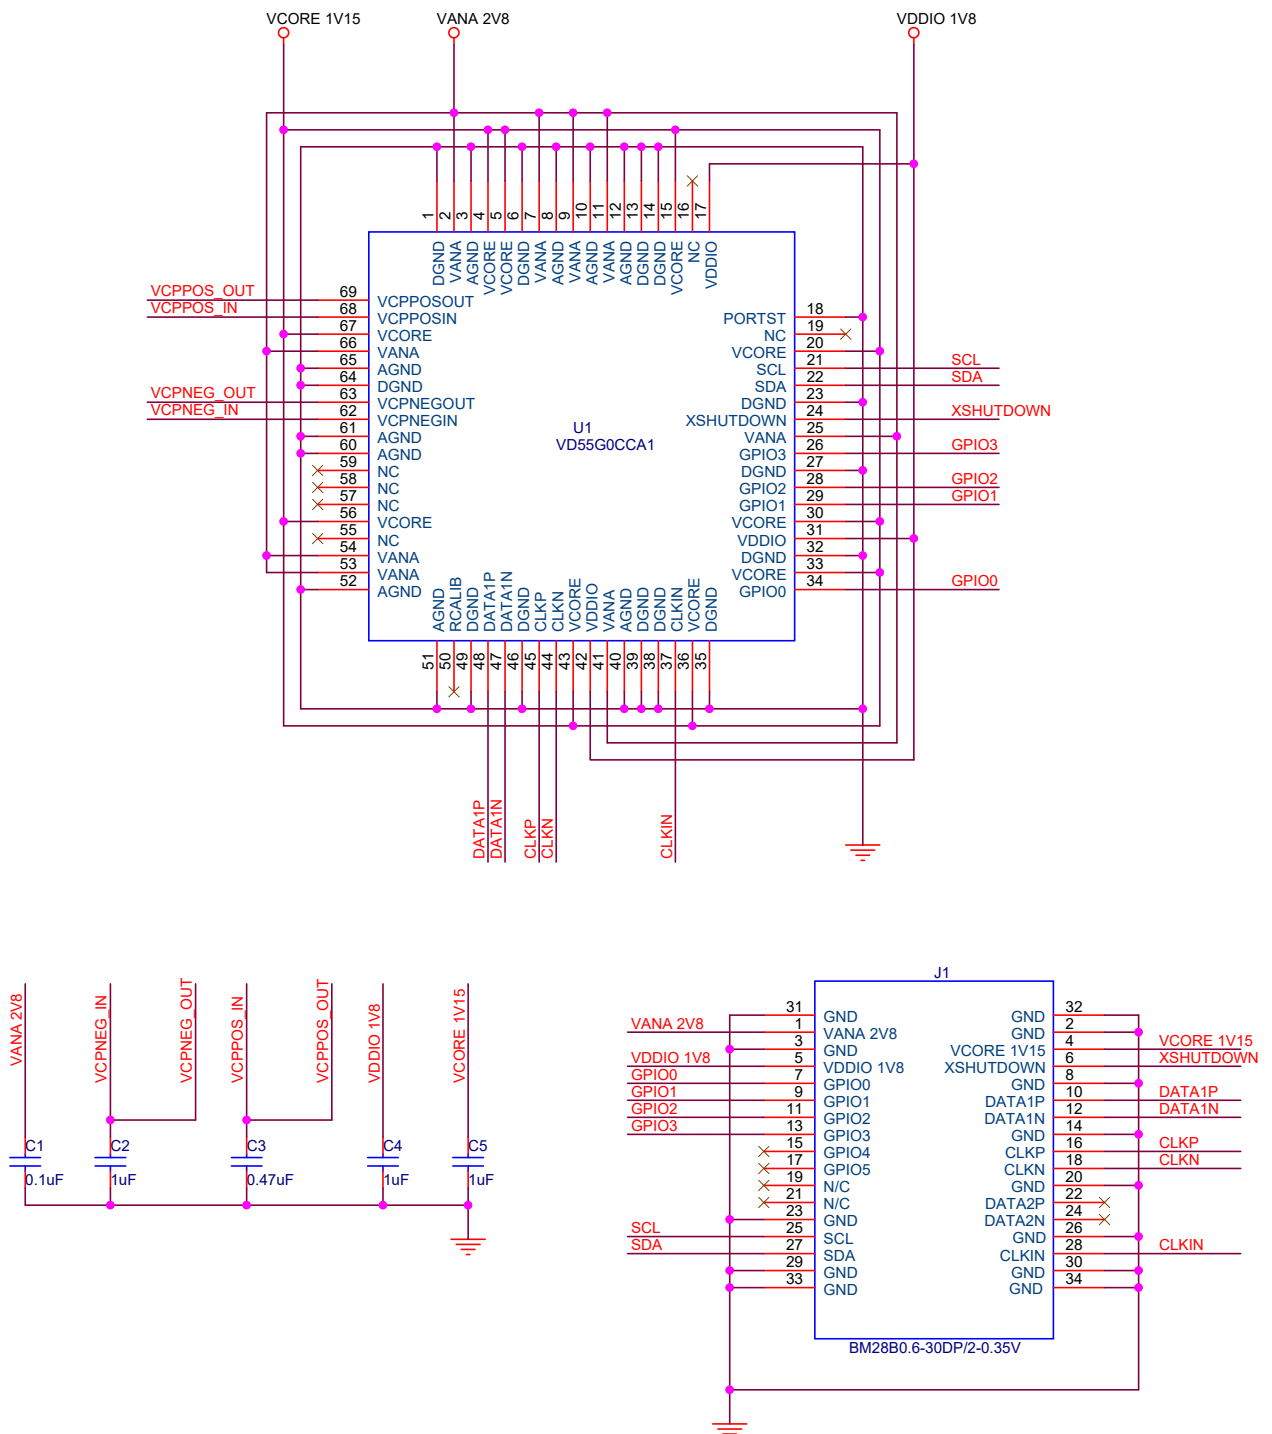 VCORE 1V15
VANA 2V8
VDDIO 1V8
1 2 3 4 5 6 7 8 9 10 11 12 13 14 15 16 17
DGND VANA AGND VCORE VCORE DGND VANA AGND VANA AGND VANA AGND DGND DGND VCORE NC VDDIO
VCPPOS_OUT 69 VCPPOSOUT
VCPPOS_IN 68 VCPPOSIN
67 VCORE
66 VANA
65 AGND
64 DGND
VCPNEG_OUT 63 VCPNEGOUT
VCPNEG_IN 62 VCPNEGIN
61 AGND
60 AGND
59 NC
58 NC
57 NC
56 VCORE
55 NC
54 VANA
53 VANA
52 AGND
U1
VD55G0CCA1
PORTST 18
NC 19
VCORE 20
SCL 21 SCL
SDA 22 SDA
DGND 23
XSHUTDOWN 24 XSHUTDOWN
VANA 25
GPIO3 26 GPIO3
DGND 27
GPIO2 28 GPIO2
GPIO1 29 GPIO1
VCORE 30
VDDIO 31
DGND 32
VCORE 33
GPIO0 34 GPIO0
AGND RCALIB DGND DATA1P DATA1N DGND CLKP CLKN VCORE VDDIO VANA AGND DGND DGND CLKIN VCORE DGND
51 50 49 48 47 46 45 44 43 42 41 40 39 38 37 36 35
DATA1P DATA1N CLKP CLKN CLKIN
VANA 2V8
VCPNEG_IN
VCPNEG_OUT
VCPPOS_IN
VCPPOS_OUT
VDDIO 1V8
VCORE 1V15
C1 C2 C3 C4 C5
0.1uF 1uF 0.47uF 1uF 1uF
J1
31 GND
VANA 2V8 1 VANA 2V8
3 GND
VDDIO 1V8 5 VDDIO 1V8
GPIO0 7 GPIO0
GPIO1 9 GPIO1
GPIO2 11 GPIO2
GPIO3 13 GPIO3
15 GPIO4
17 GPIO5
19 N/C
21 N/C
23 GND
SCL 25 SCL
SDA 27 SDA
29 GND
33 GND
GND 32
GND 2
VCORE 1V15 4 VCORE 1V15
XSHUTDOWN 6 XSHUTDOWN
GND 8
DATA1P 10 DATA1P
DATA1N 12 DATA1N
GND 14
CLKP 16 CLKP
CLKN 18 CLKN
GND 20
DATA2P 22
DATA2N 24
GND 26
CLKIN 28 CLKIN
GND 30
GND 34
BM28B0.6-30DP/2-0.35V